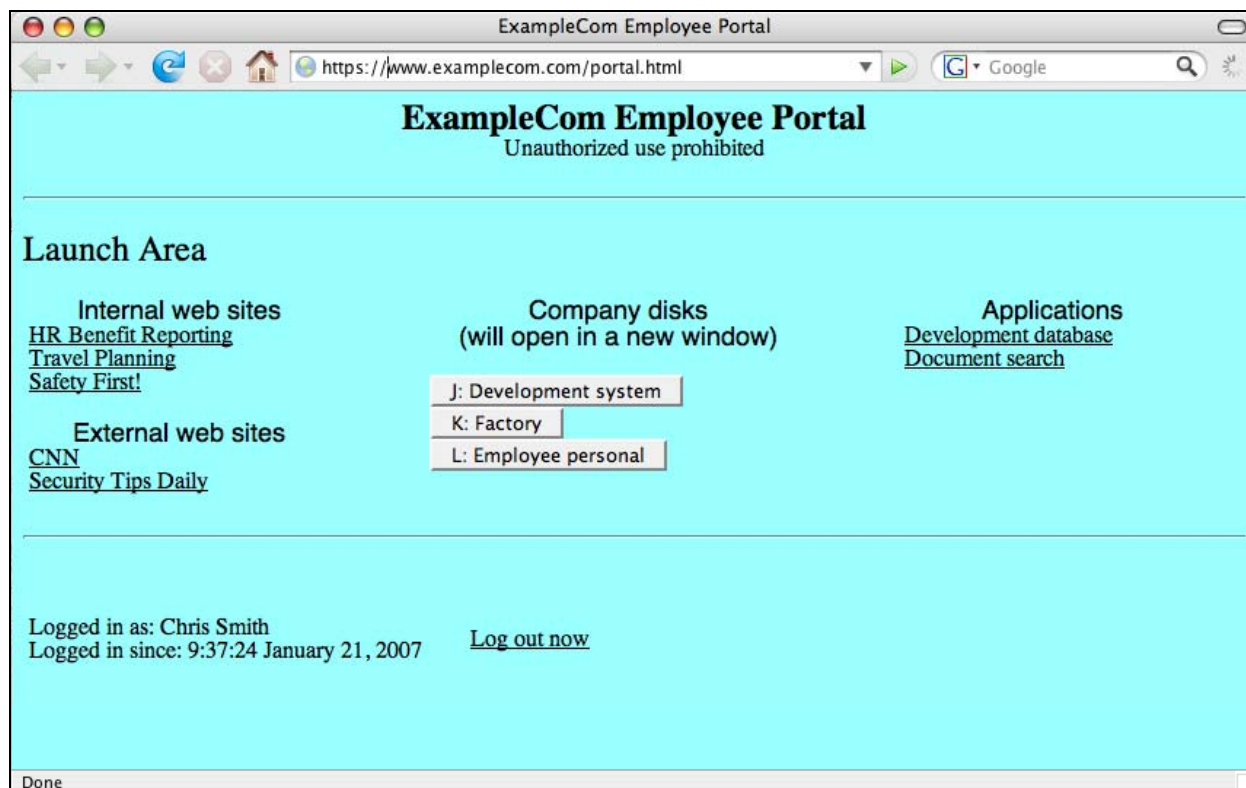 ExampleCom Employee Portal
https://www.examplecom.com/portal.html
G Google
ExampleCom Employee Portal
Unauthorized use prohibited
Launch Area
Internal web sites
HR Benefit Reporting
Travel Planning
Safety First!
External web sites
CNN
Security Tips Daily
Company disks
(will open in a new window)
J: Development system
K: Factory
L: Employee personal
Applications
Development database
Document search
Logged in as: Chris Smith
Logged in since: 9:37:24 January 21, 2007
Log out now
Done